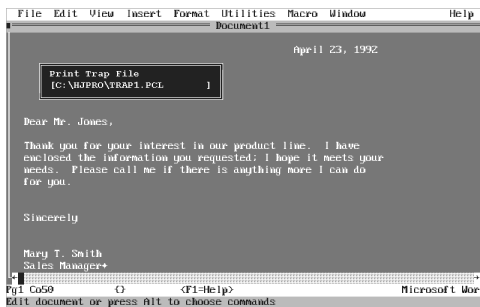 File Edit View Insert Format Utilities Macro Window Help
Document1
April 23, 1992
Print Trap File
[C:\HJPRO\TRAP1.PCL ]
Dear Mr. Jones,
Thank you for your interest in our product line. I have
enclosed the information you requested; I hope it meets your
needs. Please call me if there is anything more I can do
for you.
Sincerely
Mary T. Smith
Sales Manager♦
Pg1 Co50 {} <F1=Help> Microsoft Wor
Edit document or press Alt to choose commands